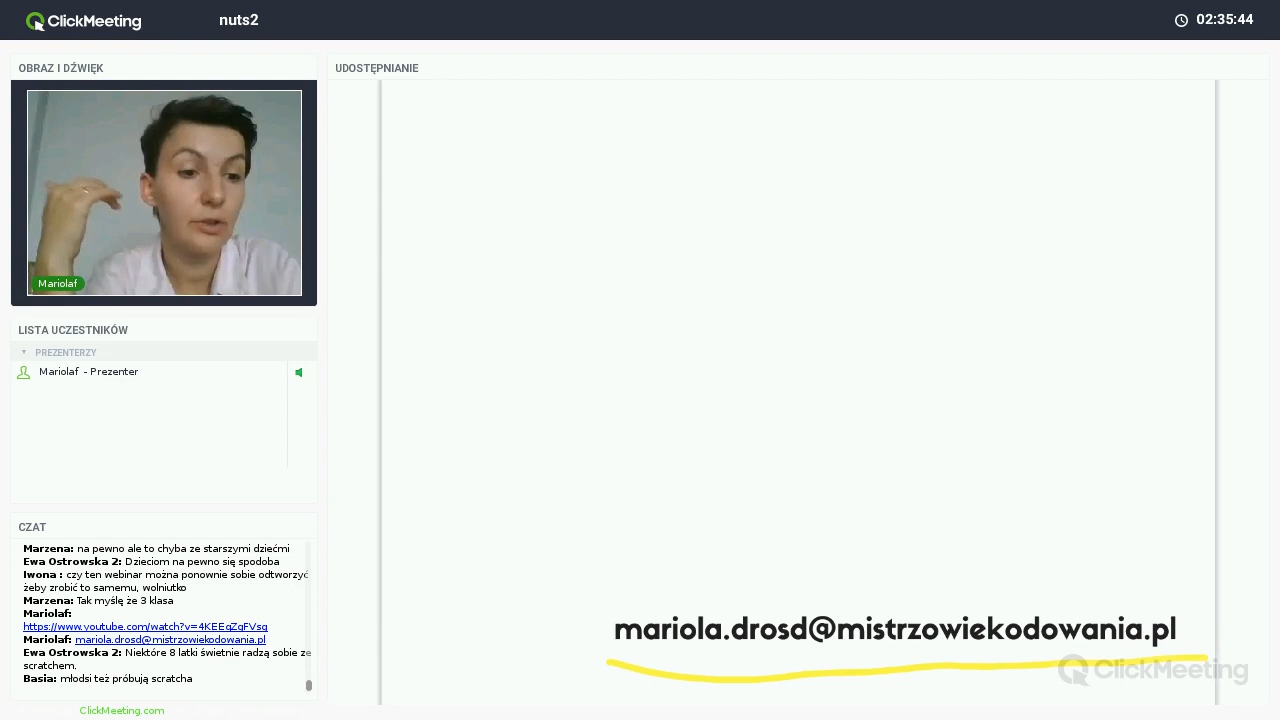 ClickMeeting
nuts2
02:35:44
OBRAZ I DŹWIĘK
Mariolaf
LISTA UCZESTNIKÓW
PREZENTERZY
Mariolaf - Prezenter
CZAT
Marzena: na pewno ale to chyba ze starszymi dziećmi
Ewa Ostrowska 2: Dzieciom na pewno się spodoba
Iwona : czy ten webinar można ponownie sobie odtworzyć
żeby zrobić to samemu, wolniutko
Marzena: Tak myślę że 3 klasa
Mariolaf:
https://www.youtube.com/watch?v=4KEEqZgFVsg
Mariolaf: mariola.drosd@mistrzowiekodowania.pl
Ewa Ostrowska 2: Niektóre 8 latki świetnie radzą sobie ze
scratchem.
Basia: młodsi też próbują scratcha
ClickMeeting.com
UDOSTĘPNIANIE
mariola.drosd@mistrzowiekodowania.pl
ClickMeeting